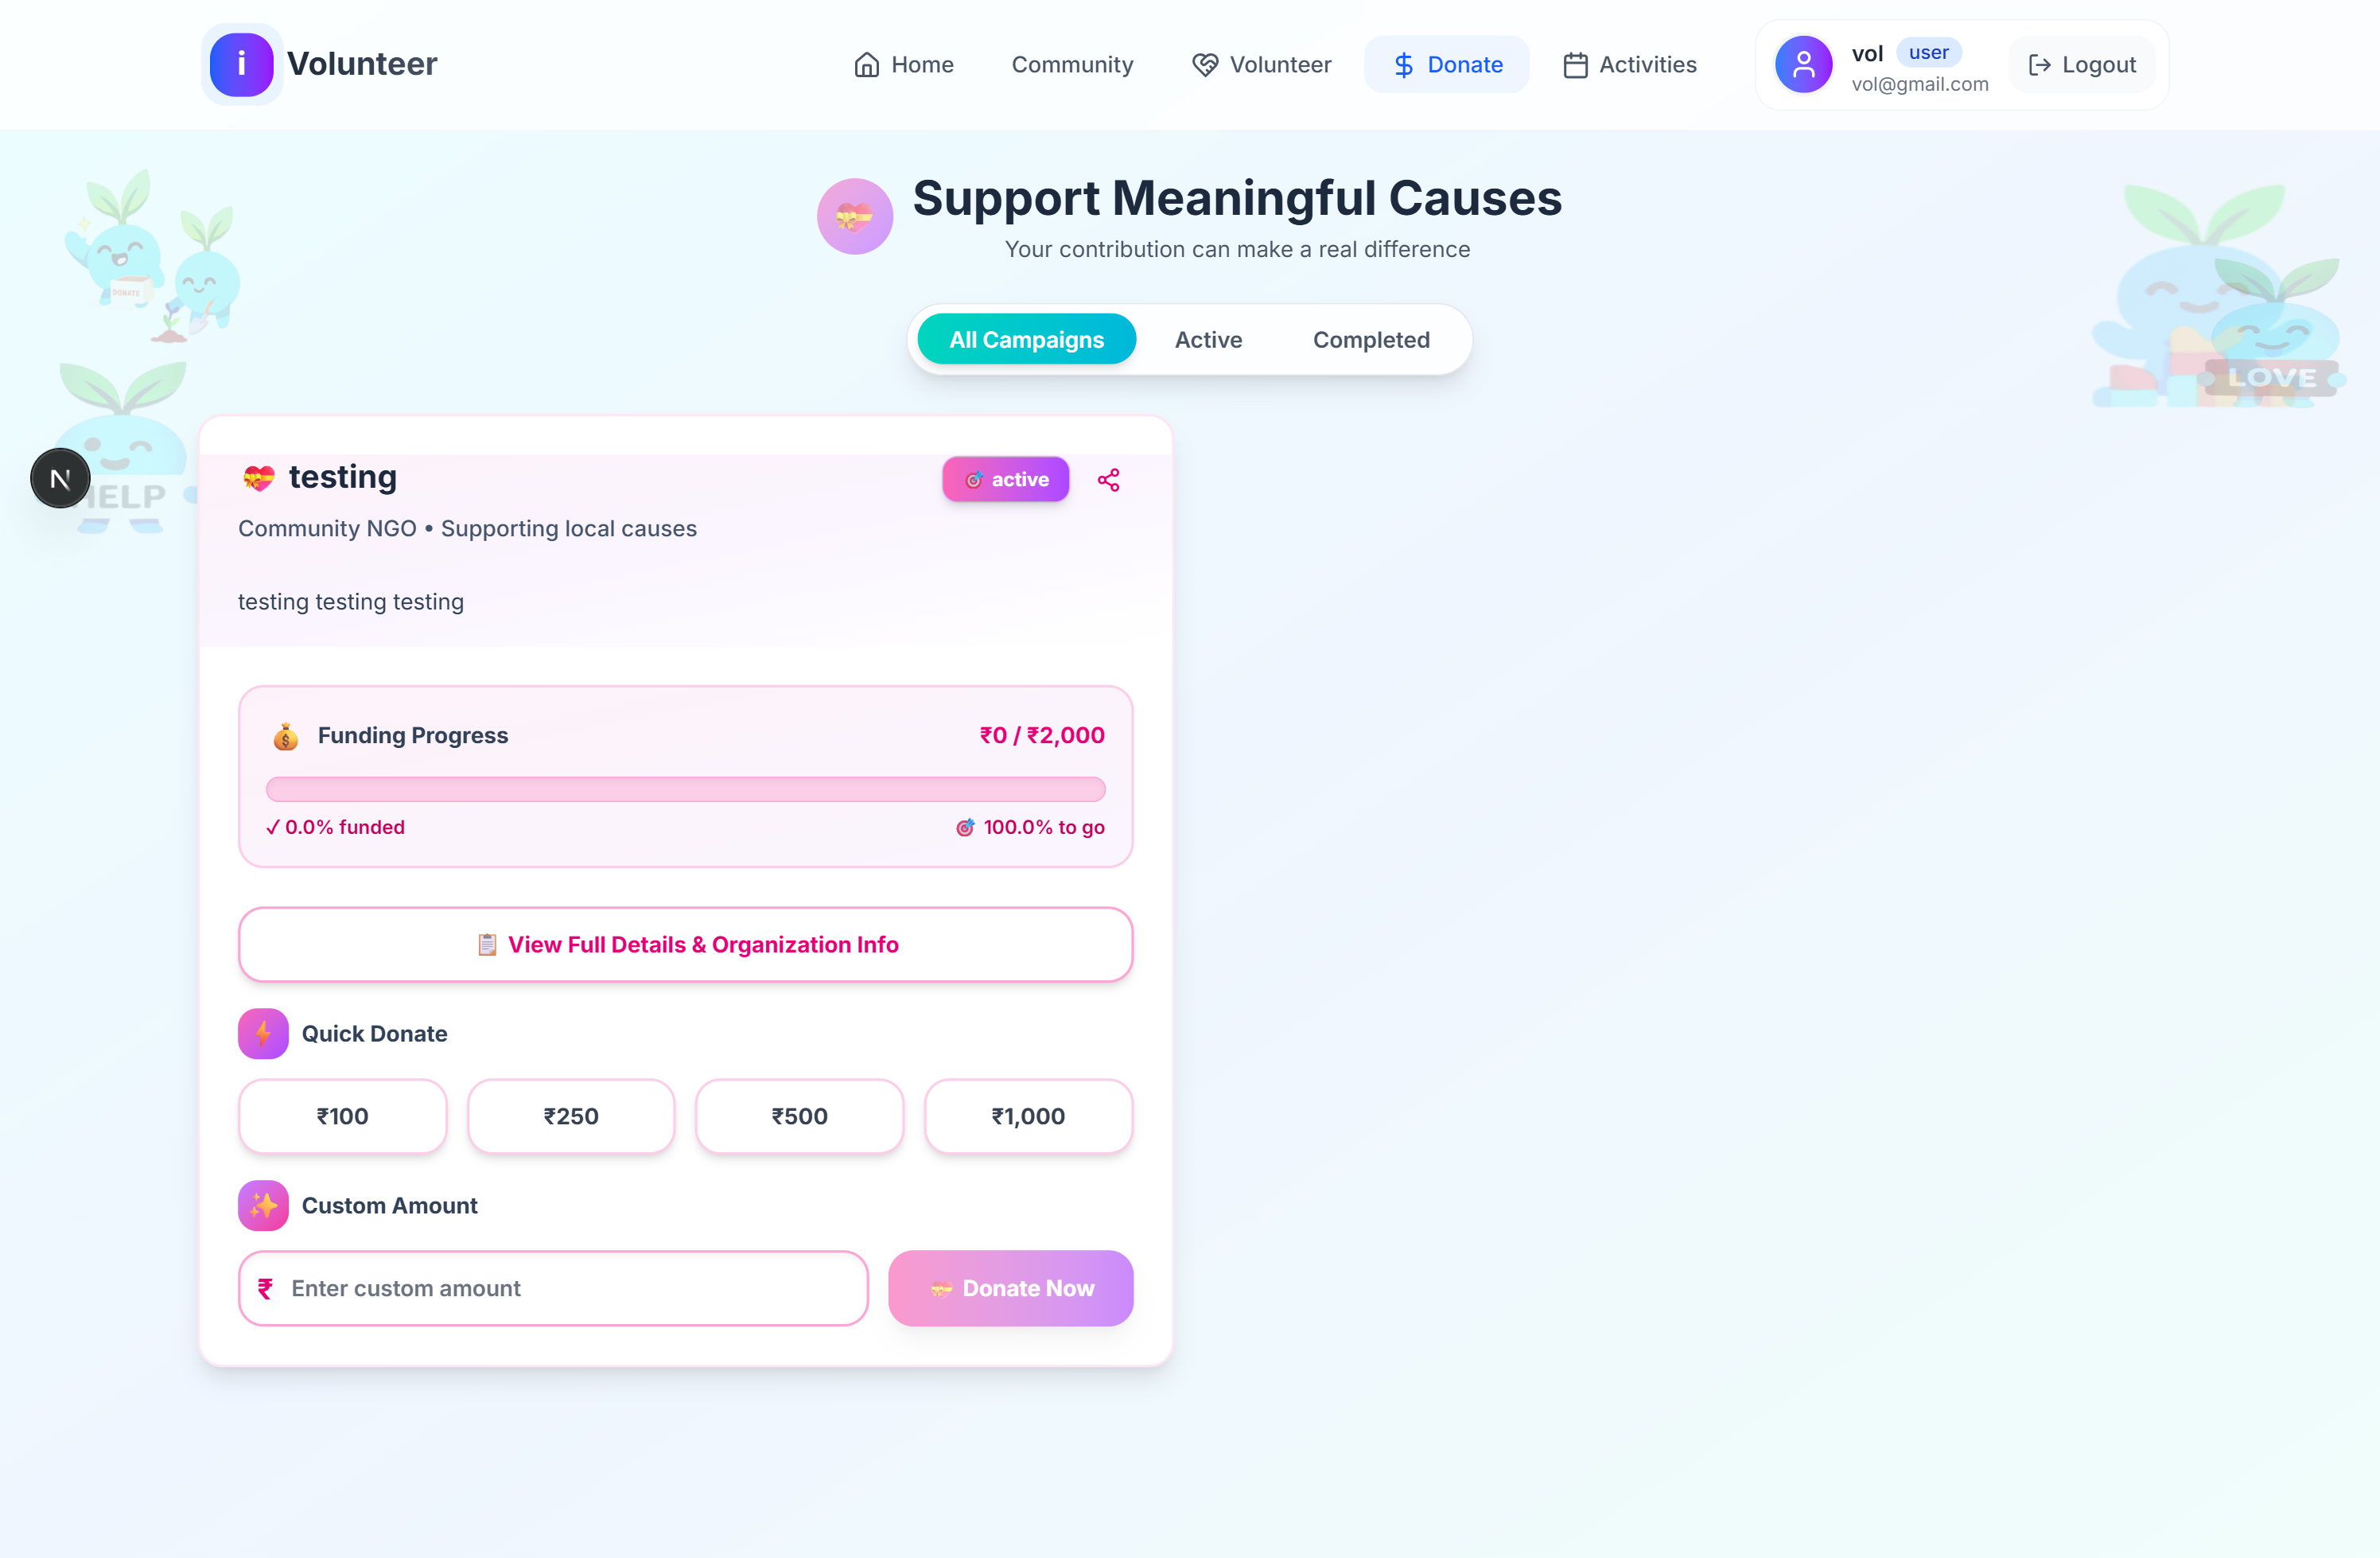 i Volunteer
Home Community Volunteer Donate Activities
vol user
vol@gmail.com
Logout
Support Meaningful Causes
Your contribution can make a real difference
All Campaigns Active Completed
DONATE
LOVE
HELP
N
testing
active
Community NGO • Supporting local causes
testing testing testing
Funding Progress ₹0 / ₹2,000
✓ 0.0% funded 100.0% to go
View Full Details & Organization Info
Quick Donate
₹100 ₹250 ₹500 ₹1,000
Custom Amount
₹ Enter custom amount Donate Now